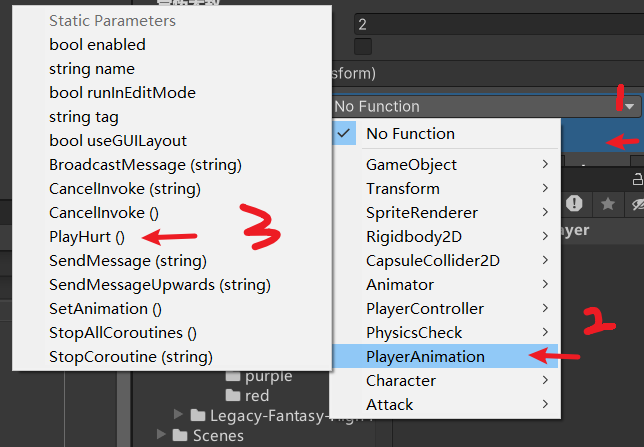 Static Parameters
bool enabled
string name
bool runInEditMode
string tag
bool useGUILayout
BroadcastMessage (string)
CancelInvoke (string)
CancelInvoke ()
PlayHurt ()
SendMessage (string)
SendMessageUpwards (string)
SetAnimation ()
StopAllCoroutines ()
StopCoroutine (string)
3
2
sform)
No Function
1
No Function
GameObject
Transform
SpriteRenderer
Rigidbody2D
CapsuleCollider2D
Animator
PlayerController
PhysicsCheck
PlayerAnimation
Character
Attack
2
ayer
purple
red
Legacy-Fantasy-High
Scenes